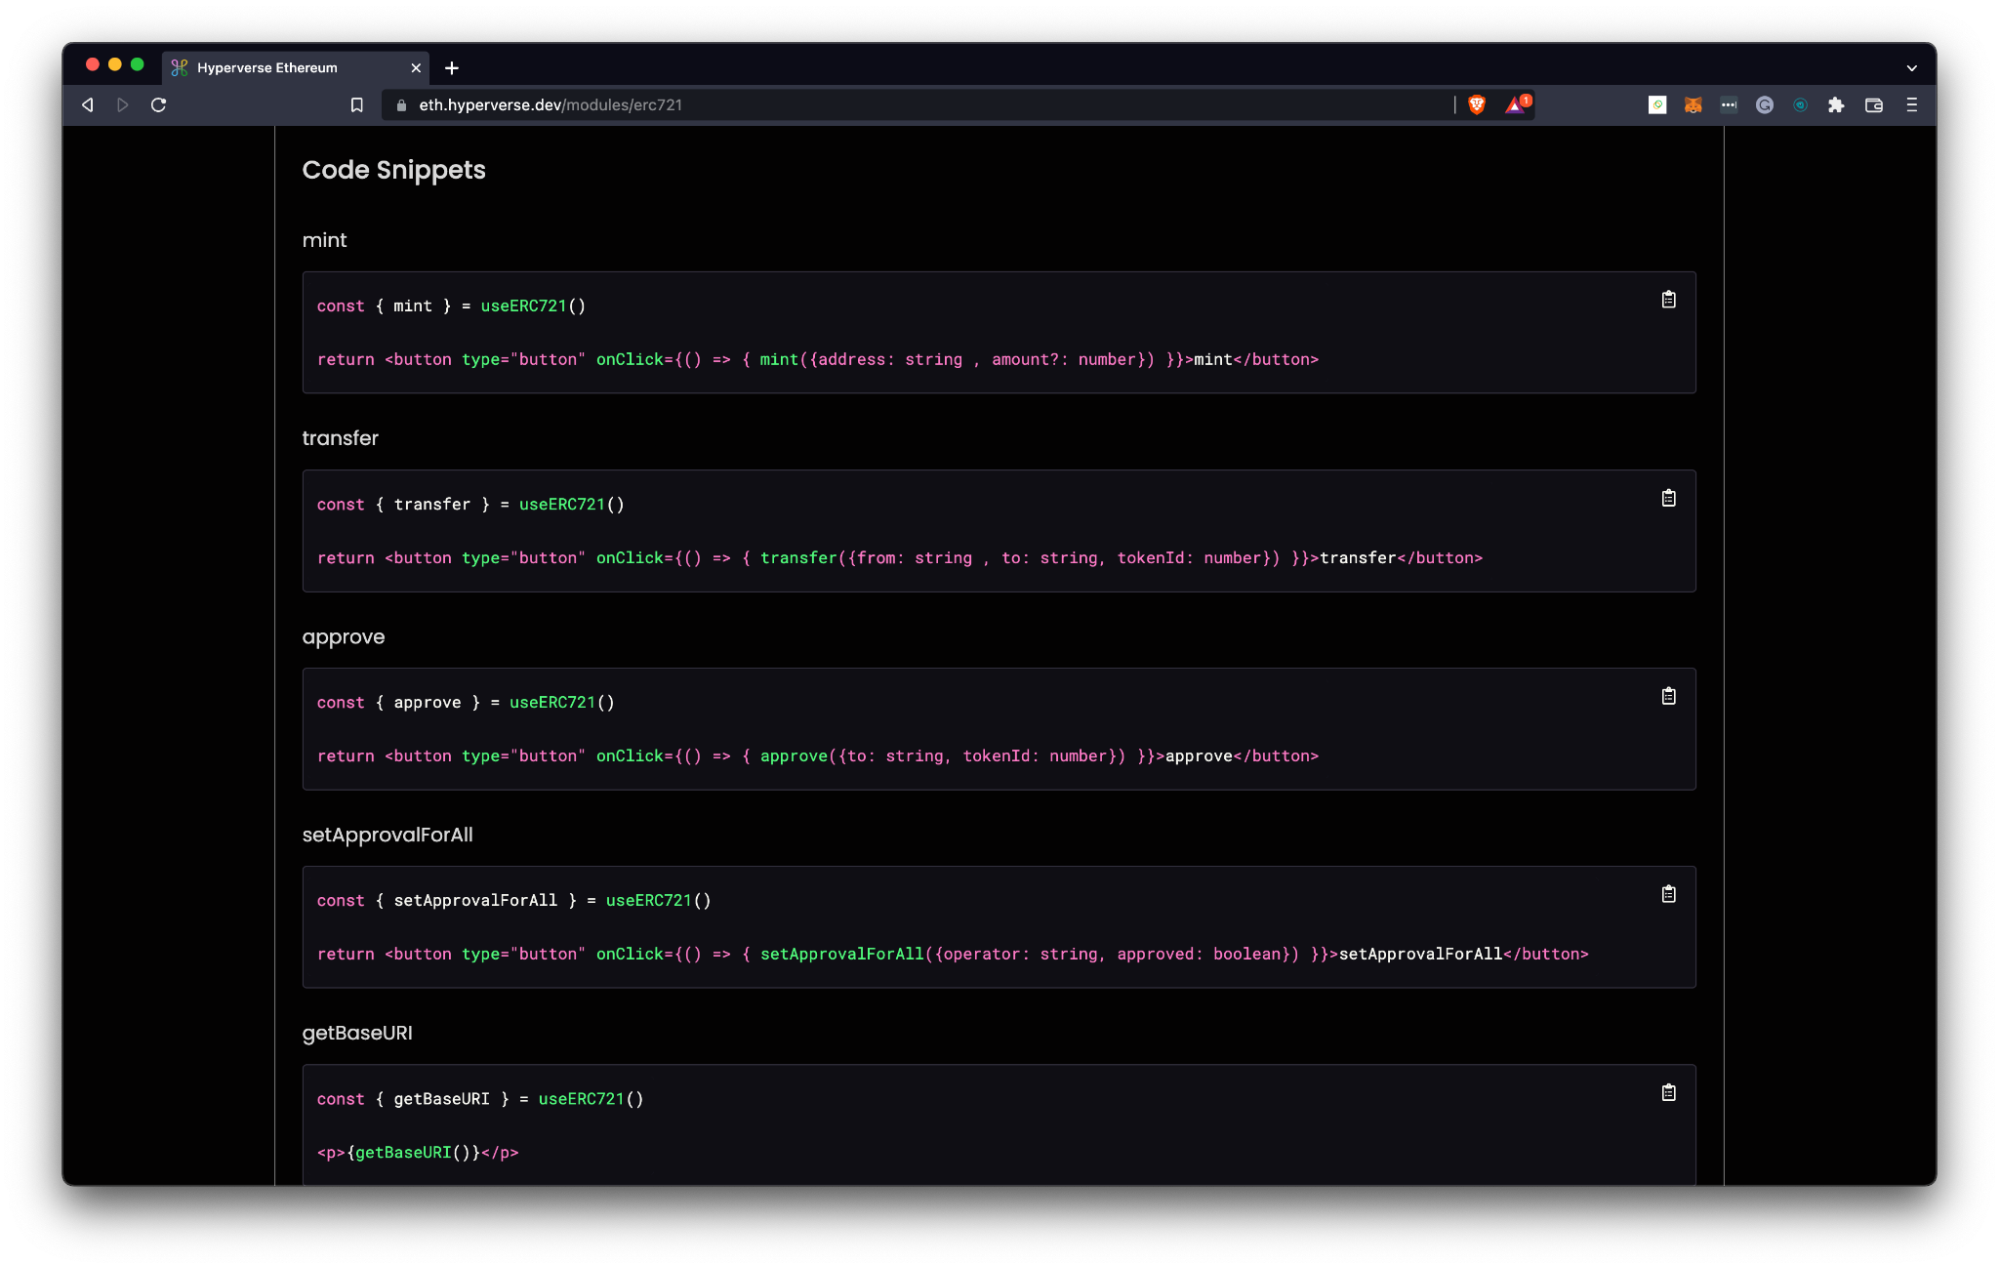 Hyperverse Ethereum
eth.hyperverse.dev/modules/erc721
1
Code Snippets
mint
const { mint } = useERC721()
return <button type="button" onClick={() => { mint({address: string , amount?: number}) }}>mint</button>
transfer
const { transfer } = useERC721()
return <button type="button" onClick={() => { transfer({from: string , to: string, tokenId: number}) }}>transfer</button>
approve
const { approve } = useERC721()
return <button type="button" onClick={() => { approve({to: string, tokenId: number}) }}>approve</button>
setApprovalForAll
const { setApprovalForAll } = useERC721()
return <button type="button" onClick={() => { setApprovalForAll({operator: string, approved: boolean}) }}>setApprovalForAll</button>
getBaseURI
const { getBaseURI } = useERC721()
<p>{getBaseURI()}</p>